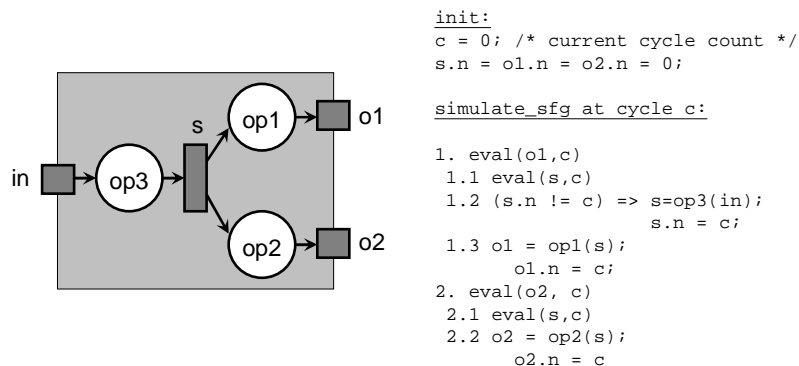 in
op3
s
op1
op2
o1
o2
init:
c = 0; /* current cycle count */
s.n = o1.n = o2.n = 0;
simulate_sfg at cycle c:
1. eval(o1,c)
1.1 eval(s,c)
1.2 (s.n != c) => s=op3(in);
s.n = c;
1.3 o1 = op1(s);
o1.n = c;
2. eval(o2, c)
2.1 eval(s,c)
2.2 o2 = op2(s);
o2.n = c